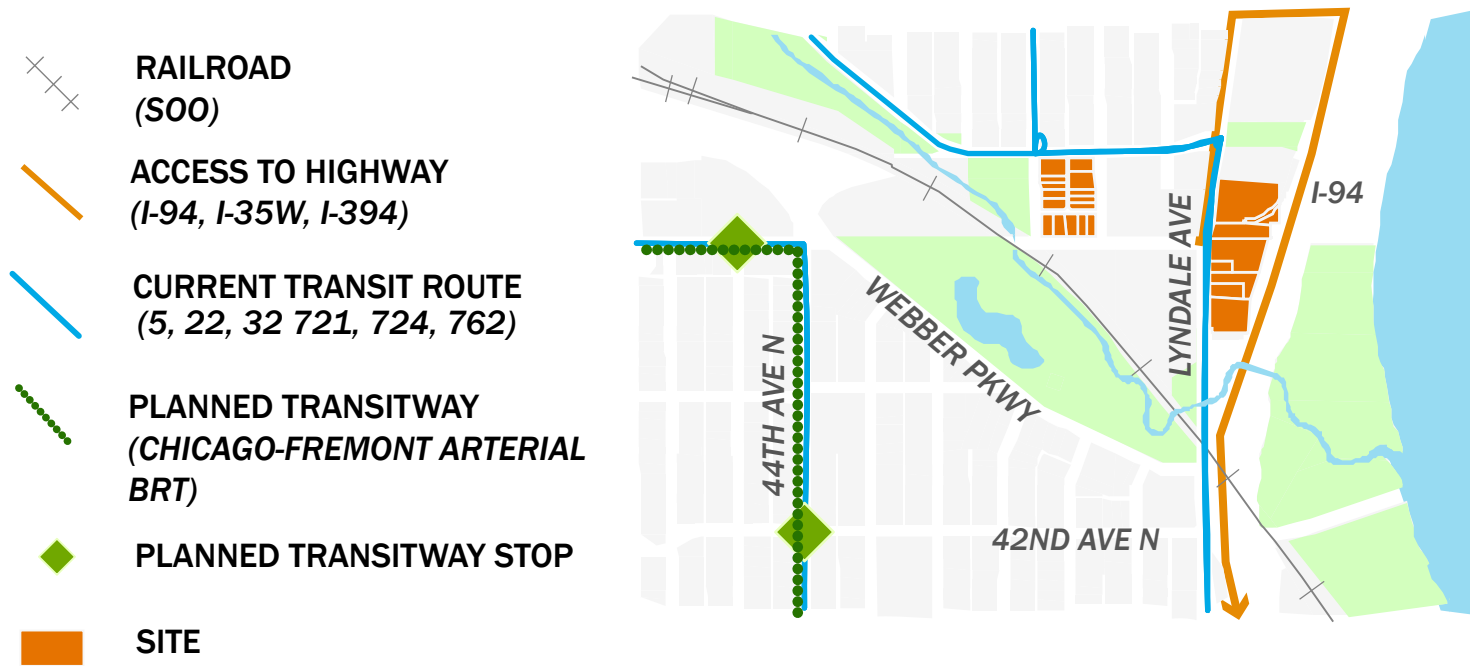 RAILROAD
(SOO)
ACCESS TO HIGHWAY
(I-94, I-35W, I-394)
CURRENT TRANSIT ROUTE
(5, 22, 32 721, 724, 762)
PLANNED TRANSITWAY
(CHICAGO-FREMONT ARTERIAL
BRT)
PLANNED TRANSITWAY STOP
SITE
I-94
LYNDALE AVE
WEBBER PKWY
44TH AVE N
42ND AVE N